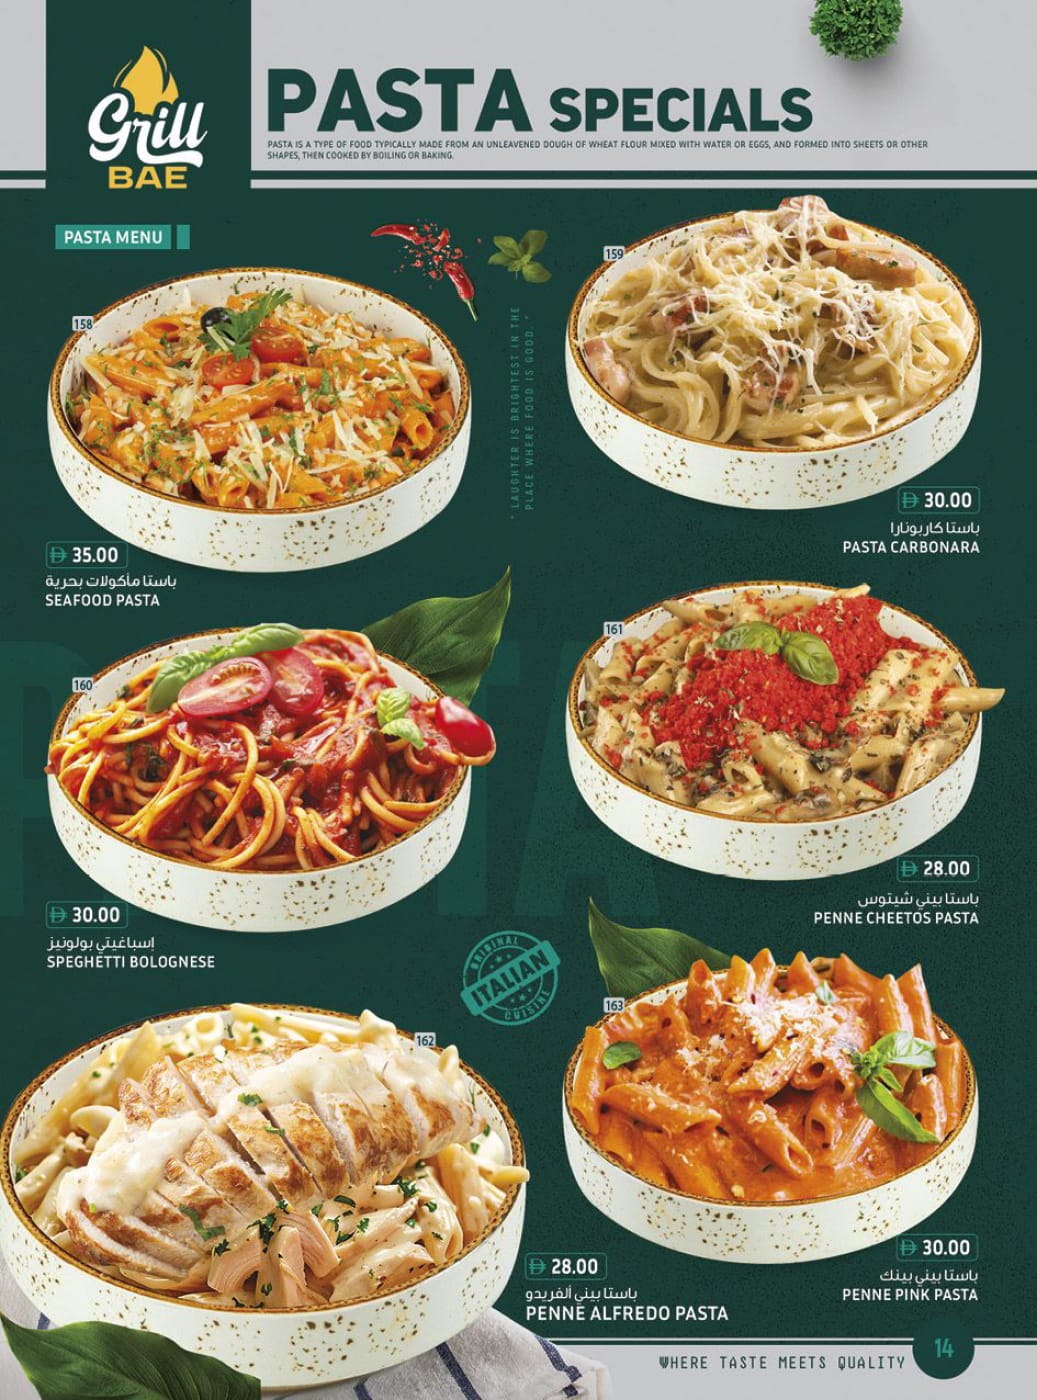 Grill
BAE
PASTA SPECIALS
PASTA IS A TYPE OF FOOD TYPICALLY MADE FROM AN UNLEAVENED DOUGH OF WHEAT FLOUR MIXED WITH WATER OR EGGS, AND FORMED INTO SHEETS OR OTHER
SHAPES, THEN COOKED BY BOILING OR BAKING.
PASTA MENU
" LAUGHTER IS BRIGHTEST IN THE
PLACE WHERE FOOD IS GOOD. "
158
35.00
باستا مأكولات بحرية
SEAFOOD PASTA
159
30.00
باستا كاربونارا
PASTA CARBONARA
160
30.00
إسباغيتي بولونيز
SPEGHETTI BOLOGNESE
161
28.00
باستا بيني شيتوس
PENNE CHEETOS PASTA
PASTA
ORIGINAL
ITALIAN
CUISINE
162
28.00
باستا بيني ألفريدو
PENNE ALFREDO PASTA
163
30.00
باستا بيني بينك
PENNE PINK PASTA
WHERE TASTE MEETS QUALITY
14